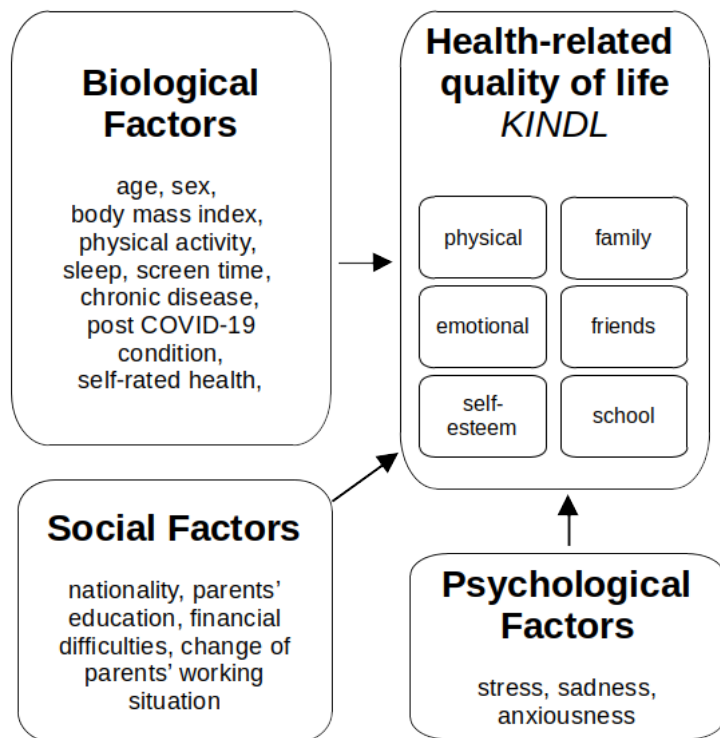 Biological
Factors
age, sex,
body mass index,
physical activity,
sleep, screen time,
chronic disease,
post COVID-19
condition,
self-rated health,
Health-related
quality of life
KINDL
physical
family
emotional
friends
self-
esteem
school
Social Factors
nationality, parents’
education, financial
difficulties, change of
parents’ working
situation
Psychological
Factors
stress, sadness,
anxiousness